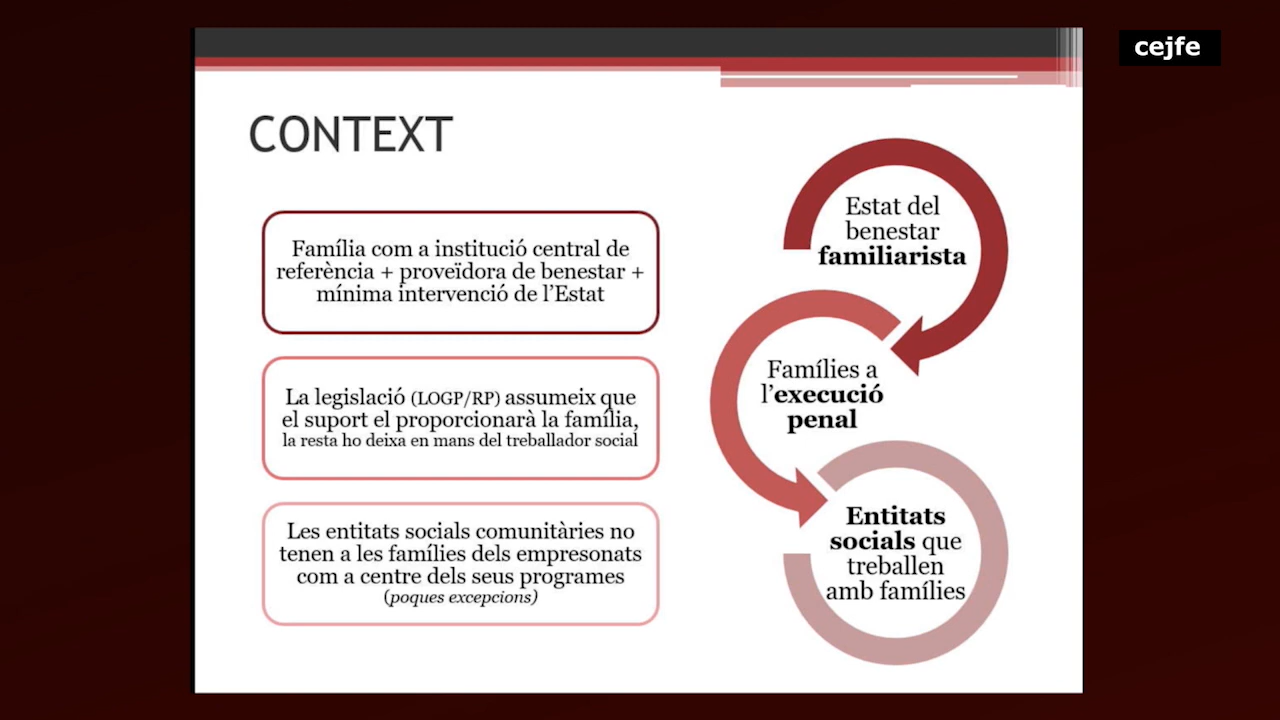 cejfe
CONTEXT
Família com a institució central de
referència + proveïdora de benestar +
mínima intervenció de l'Estat
La legislació (LOGP/RP) assumeix que
el suport el proporcionarà la família,
la resta ho deixa en mans del treballador social
Les entitats socials comunitàries no
tenen a les famílies dels empresonats
com a centre dels seus programes
(poques excepcions)
Estat del
benestar
familiarista
Famílies a
l'execució
penal
Entitats
socials que
treballen
amb famílies